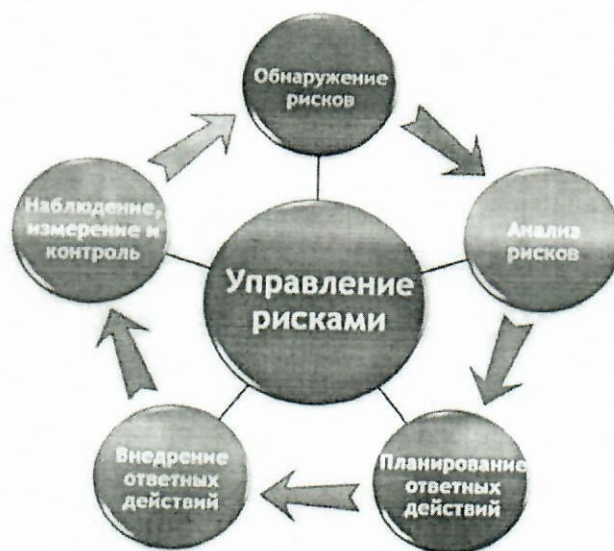 Обнаружение
рисков
Анализ
рисков
Планирование
ответных
действий
Внедрение
ответных
действий
Наблюдение,
измерение и
контроль
Управление
рисками